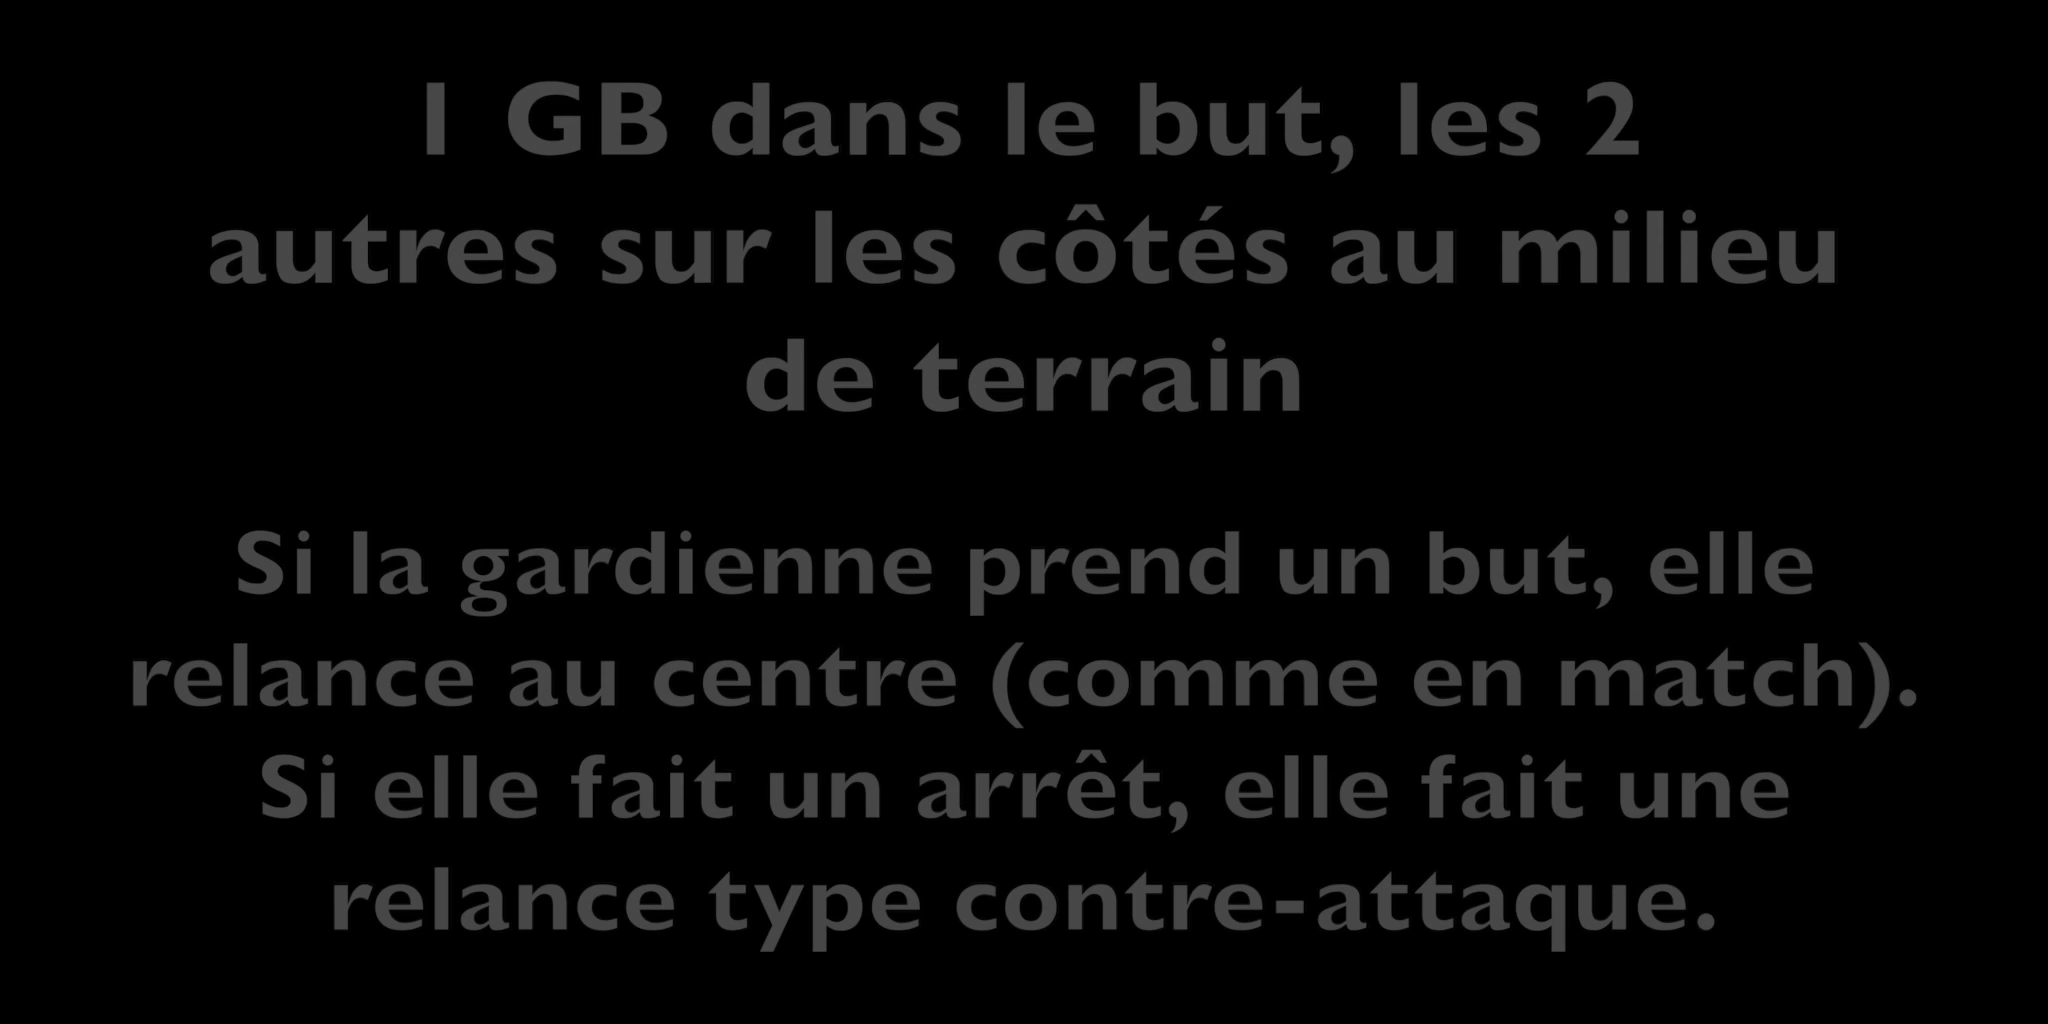 1 GB dans le but, les 2
autres sur les côtés au milieu
de terrain
Si la gardienne prend un but, elle
relance au centre (comme en match).
Si elle fait un arrêt, elle fait une
relance type contre-attaque.